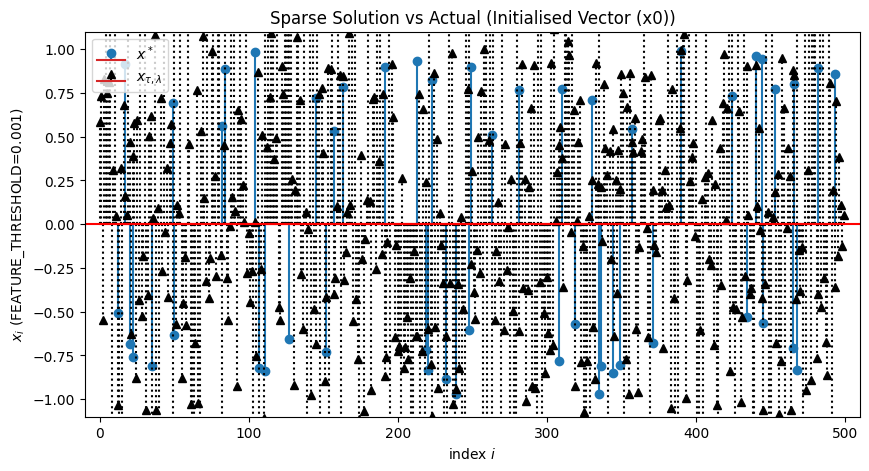 Sparse Solution vs Actual (Initialised Vector (x0))
x*
xτ,λ
1.00
0.75
0.50
0.25
0.00
−0.25
−0.50
−0.75
−1.00
xi (FEATURE_THRESHOLD=0.001)
0 100 200 300 400 500
index i